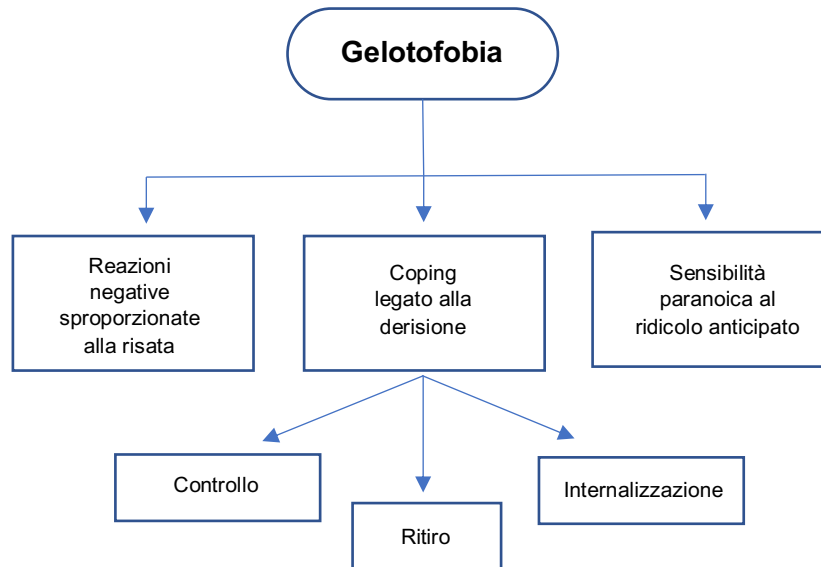 Gelotofobia
Reazioni
negative
sproporzionate
alla risata
Coping
legato alla
derisione
Sensibilità
paranoica al
ridicolo anticipato
Controllo
Ritiro
Internalizzazione